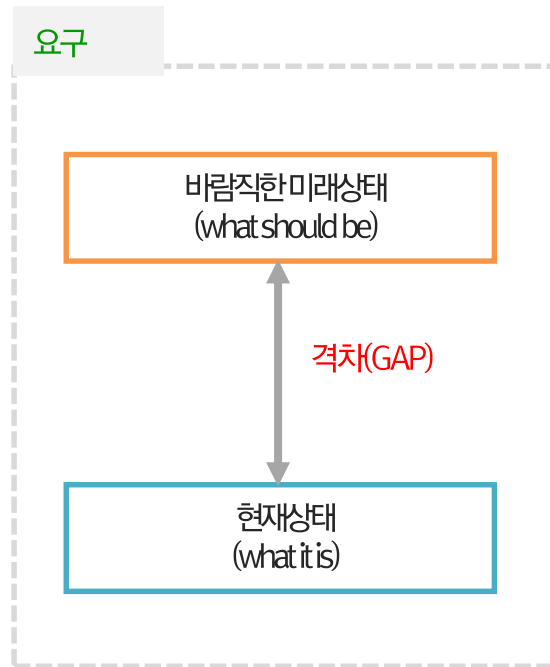 요구
바람직한 미래상태
(what should be)
격차(GAP)
현재상태
(what it is)